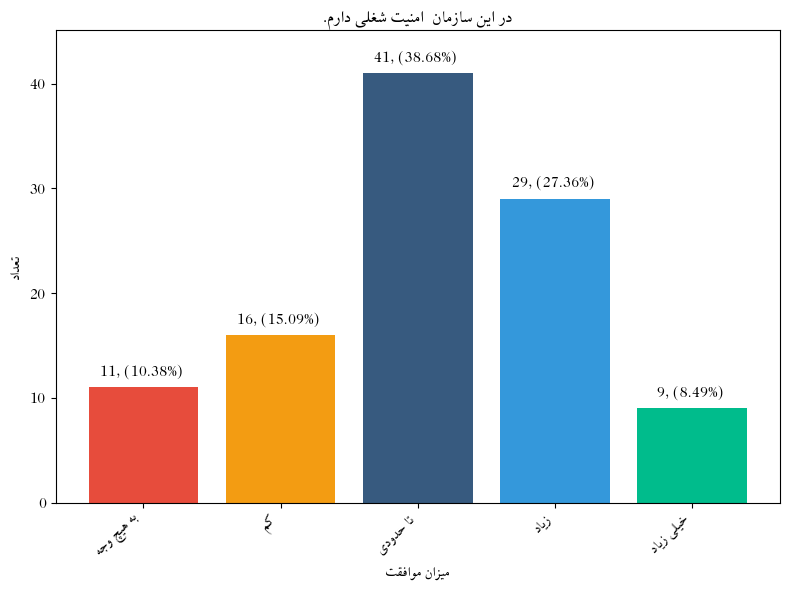 در این سازمان  امنیت شغلی دارم.
تعداد
40
30
20
10
0
11, (10.38%)
16, (15.09%)
41, (38.68%)
29, (27.36%)
9, (8.49%)
به هیچ وجه
کم
تا حدودی
زیاد
خیلی زیاد
میزان موافقت